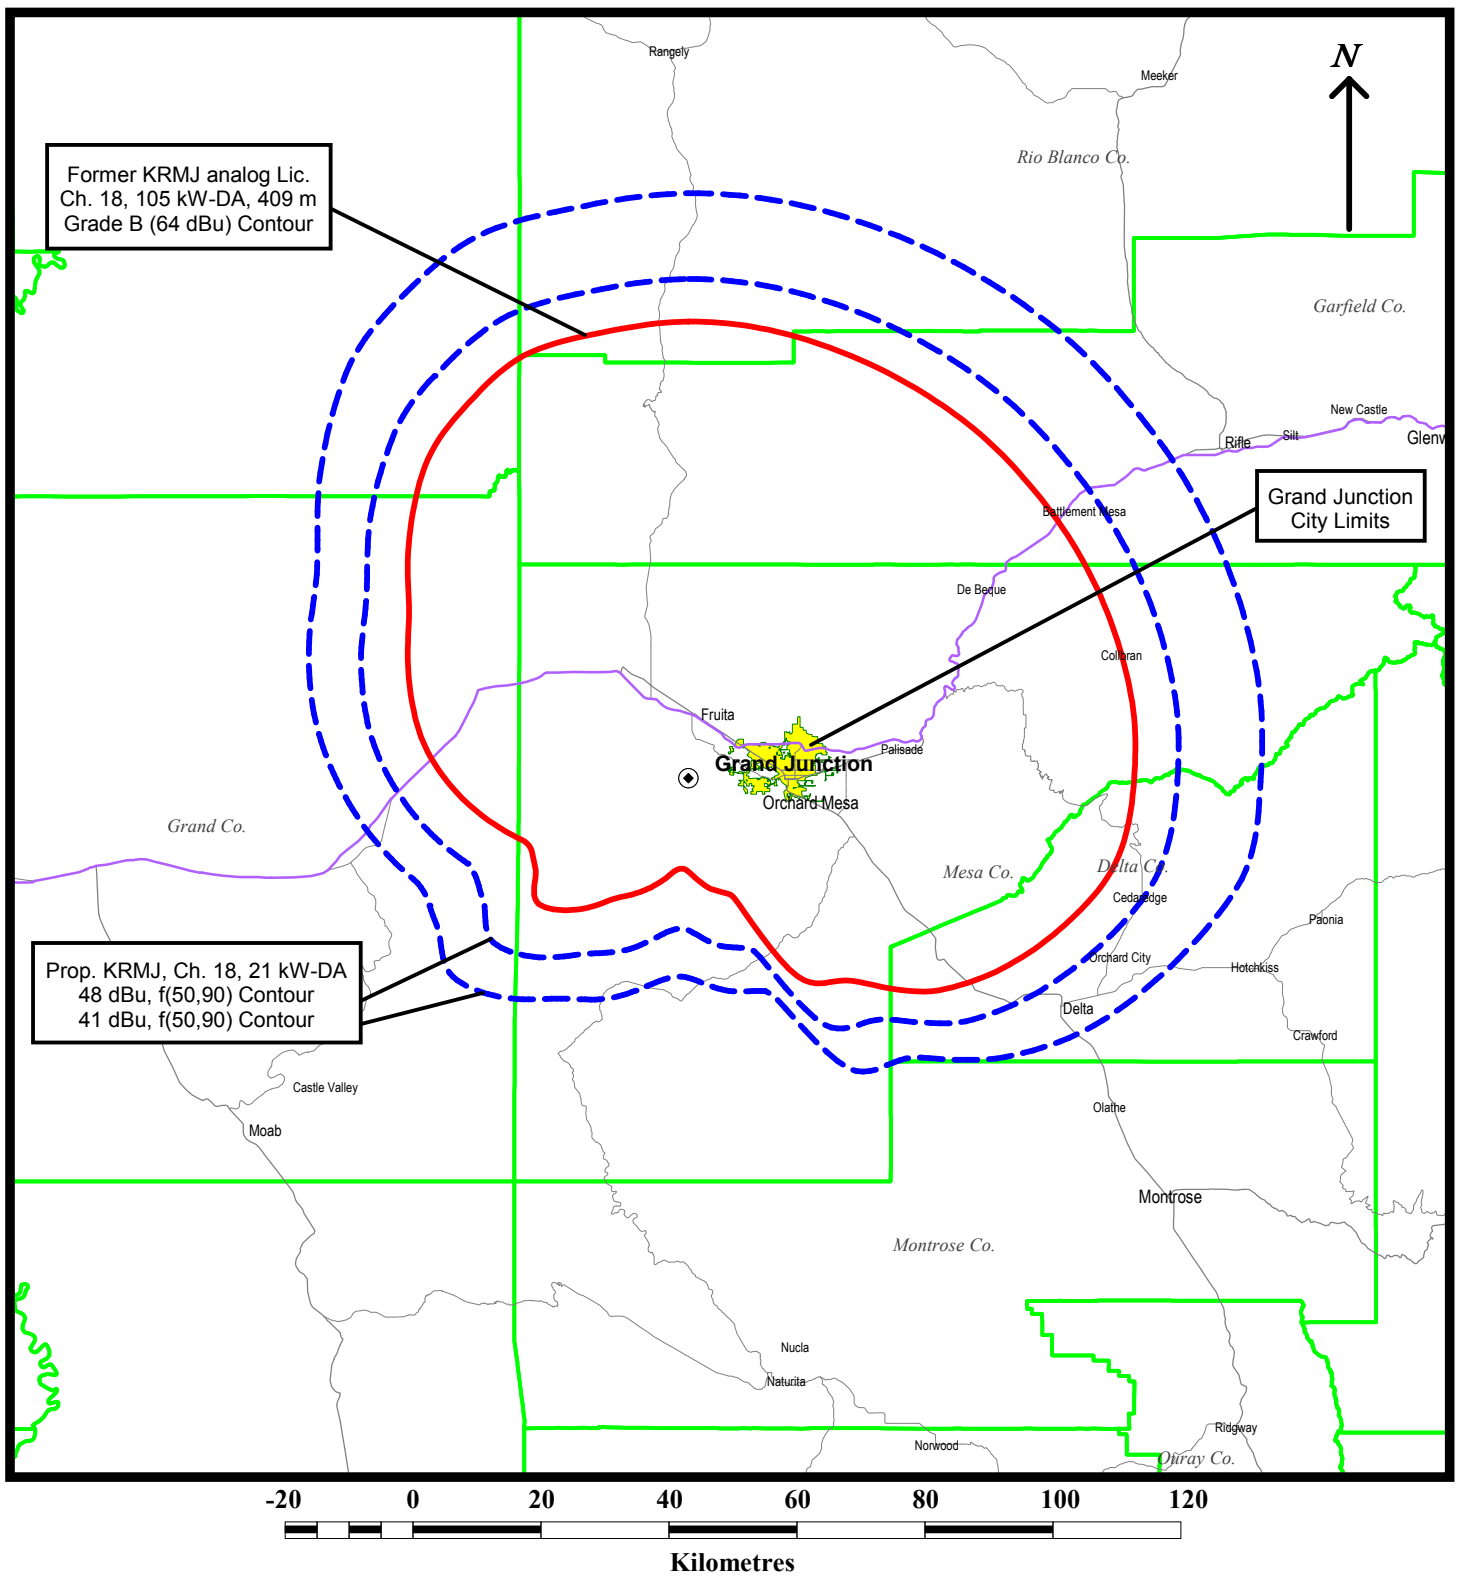 Rangely
Meeker
N
Rio Blanco Co.
Former KRMJ analog Lic.
Ch. 18, 105 kW-DA, 409 m
Grade B (64 dBu) Contour
Garfield Co.
New Castle
Silt
Rifle
Glenw
Grand Junction
City Limits
Battlement Mesa
De Beque
Collbran
Fruita
Palisade
Grand Junction
Orchard Mesa
Grand Co.
Mesa Co.
Delta Co.
Cedaredge
Paonia
Orchard City
Hotchkiss
Prop. KRMJ, Ch. 18, 21 kW-DA
48 dBu, f(50,90) Contour
41 dBu, f(50,90) Contour
Delta
Crawford
Castle Valley
Olathe
Moab
Montrose
Montrose Co.
Nucla
Naturita
Ridgway
Norwood
Ouray Co.
-20 0 20 40 60 80 100 120
Kilometres